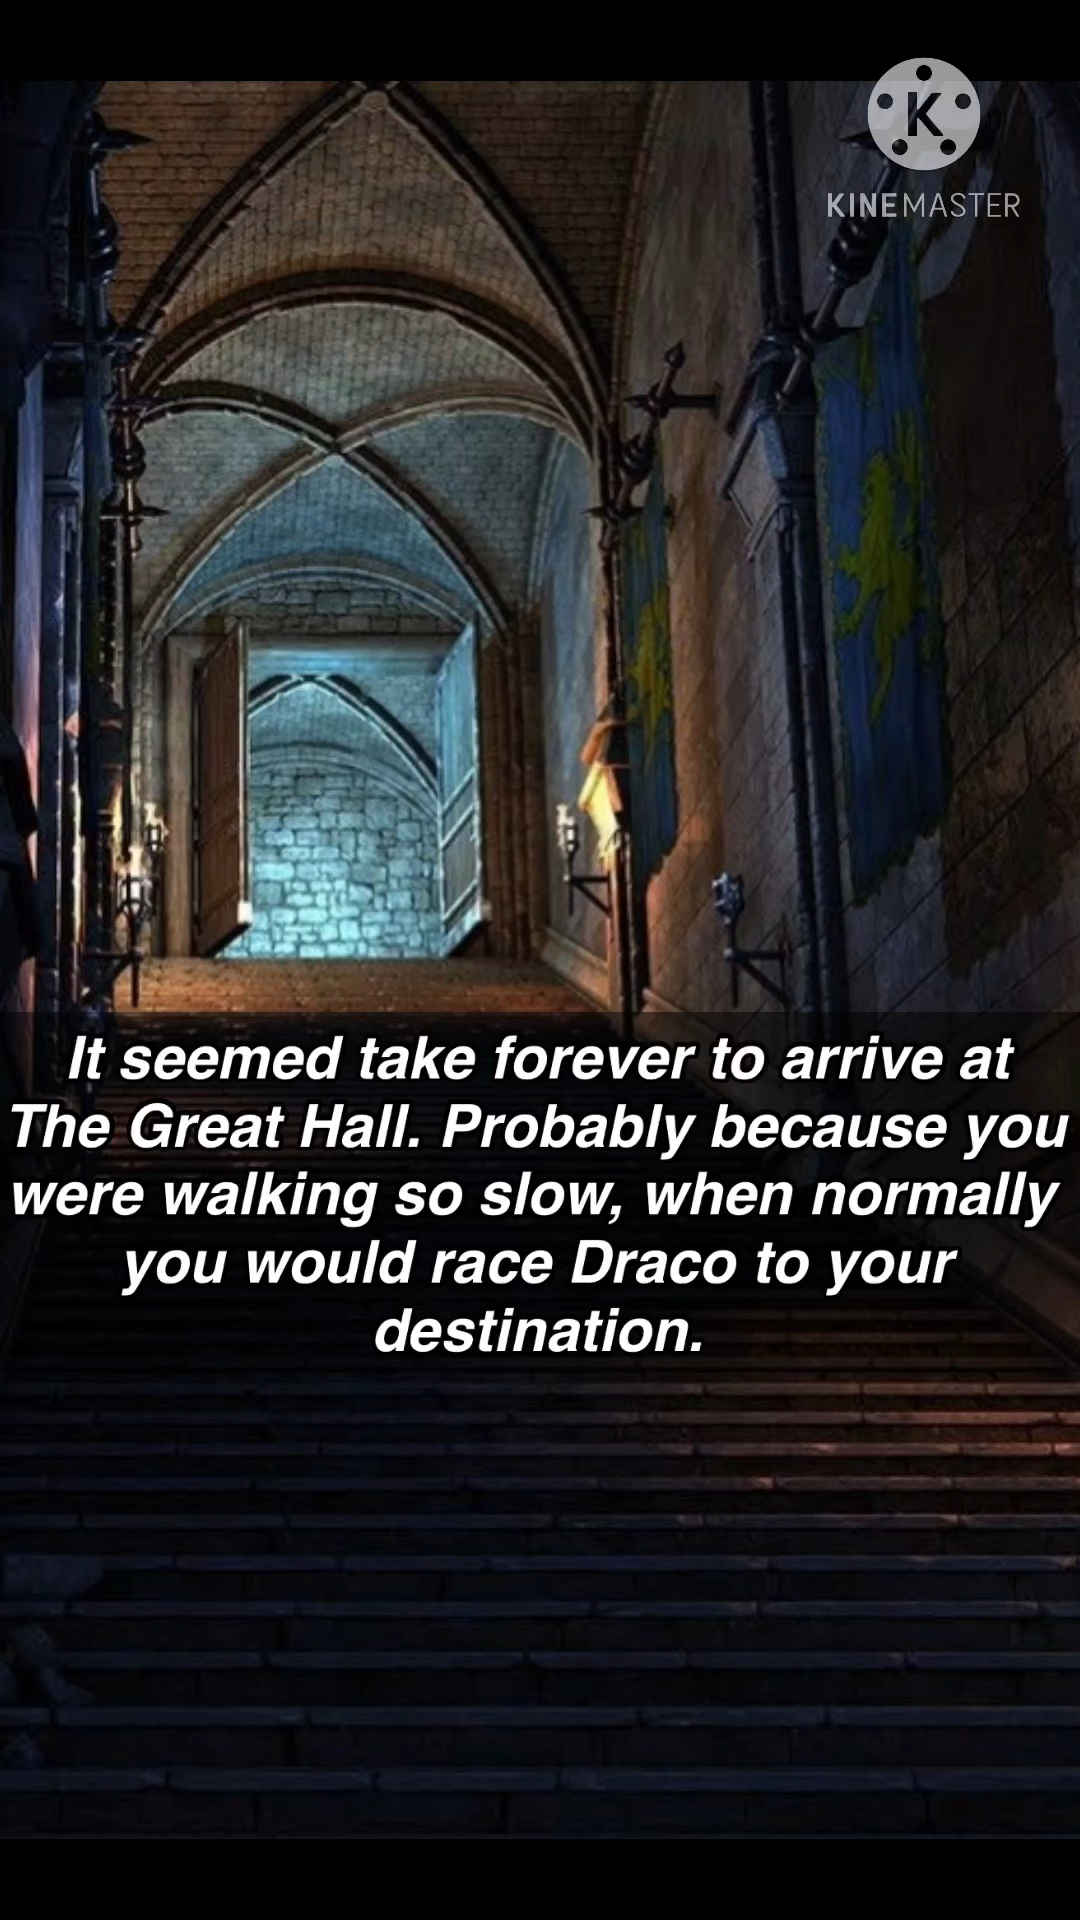 K
KINEMASTER
It seemed take forever to arrive at
The Great Hall. Probably because you
were walking so slow, when normally
you would race Draco to your
destination.